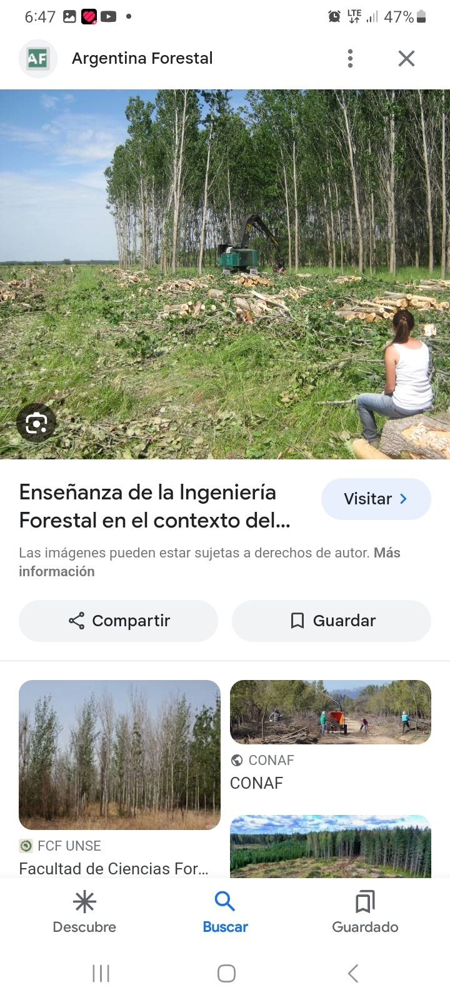 6:47
LTE
47%
AF
Argentina Forestal
Enseñanza de la Ingeniería
Forestal en el contexto del...
Visitar
Las imágenes pueden estar sujetas a derechos de autor. Más
información
Compartir
Guardar
FCF UNSE
Facultad de Ciencias For...
CONAF
CONAF
Descubre
Buscar
Guardado